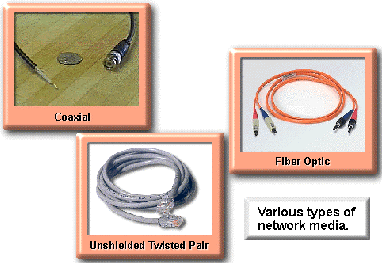 Coaxial
Fiber Optic
Unshielded Twisted Pair
Various types of
network media.